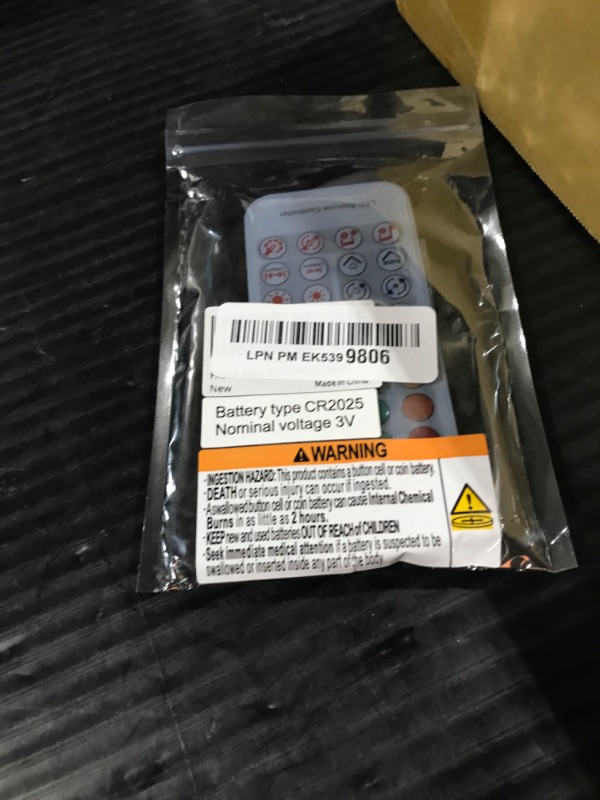 Remote Controller
LPN PM EK539 9806
New
Made in China
Battery type CR2025
Nominal voltage 3V
WARNING
-INGESTION HAZARD: This product contains a button cell or coin battery.
-DEATH or serious injury can occur if ingested.
-A swallowed button cell or coin battery can cause Internal Chemical
Burns in as little as 2 hours.
-KEEP new and used batteries OUT OF REACH of CHILDREN
-Seek immediate medical attention if a battery is suspected to be
swallowed or inserted inside any part of the body.